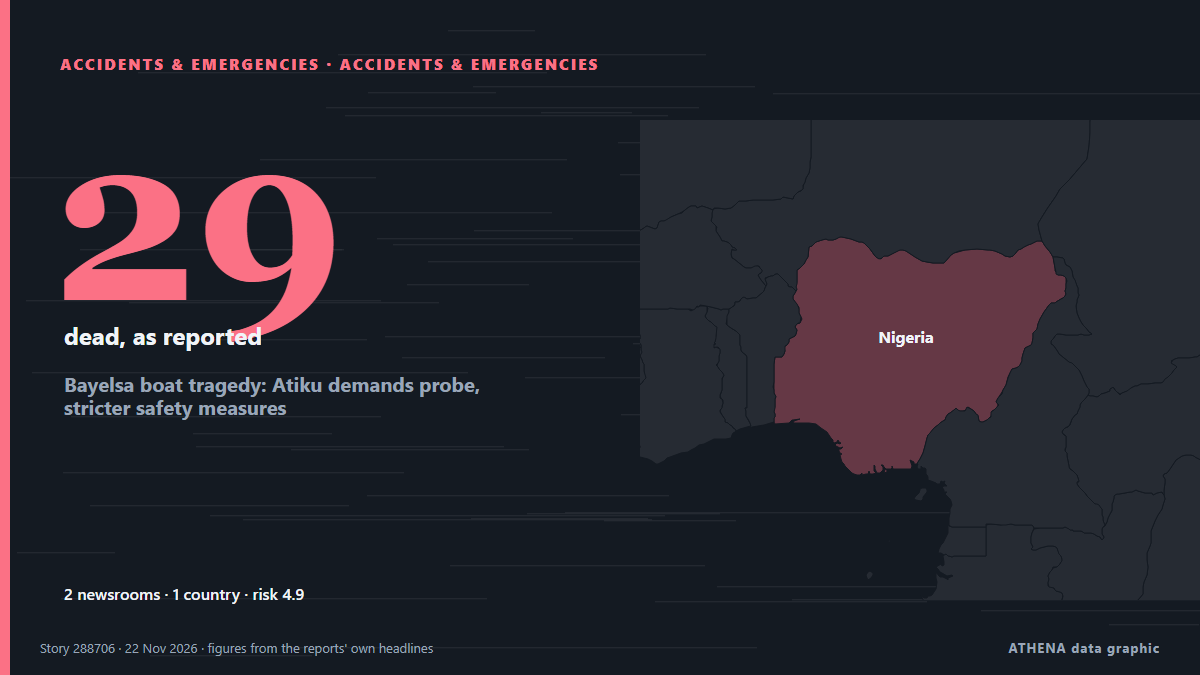 ACCIDENTS & EMERGENCIES · ACCIDENTS & EMERGENCIES
29
dead, as reported
Bayelsa boat tragedy: Atiku demands probe,
stricter safety measures
Nigeria
2 newsrooms · 1 country · risk 4.9
Story 288706 · 22 Nov 2026 · figures from the reports' own headlines
ATHENA data graphic